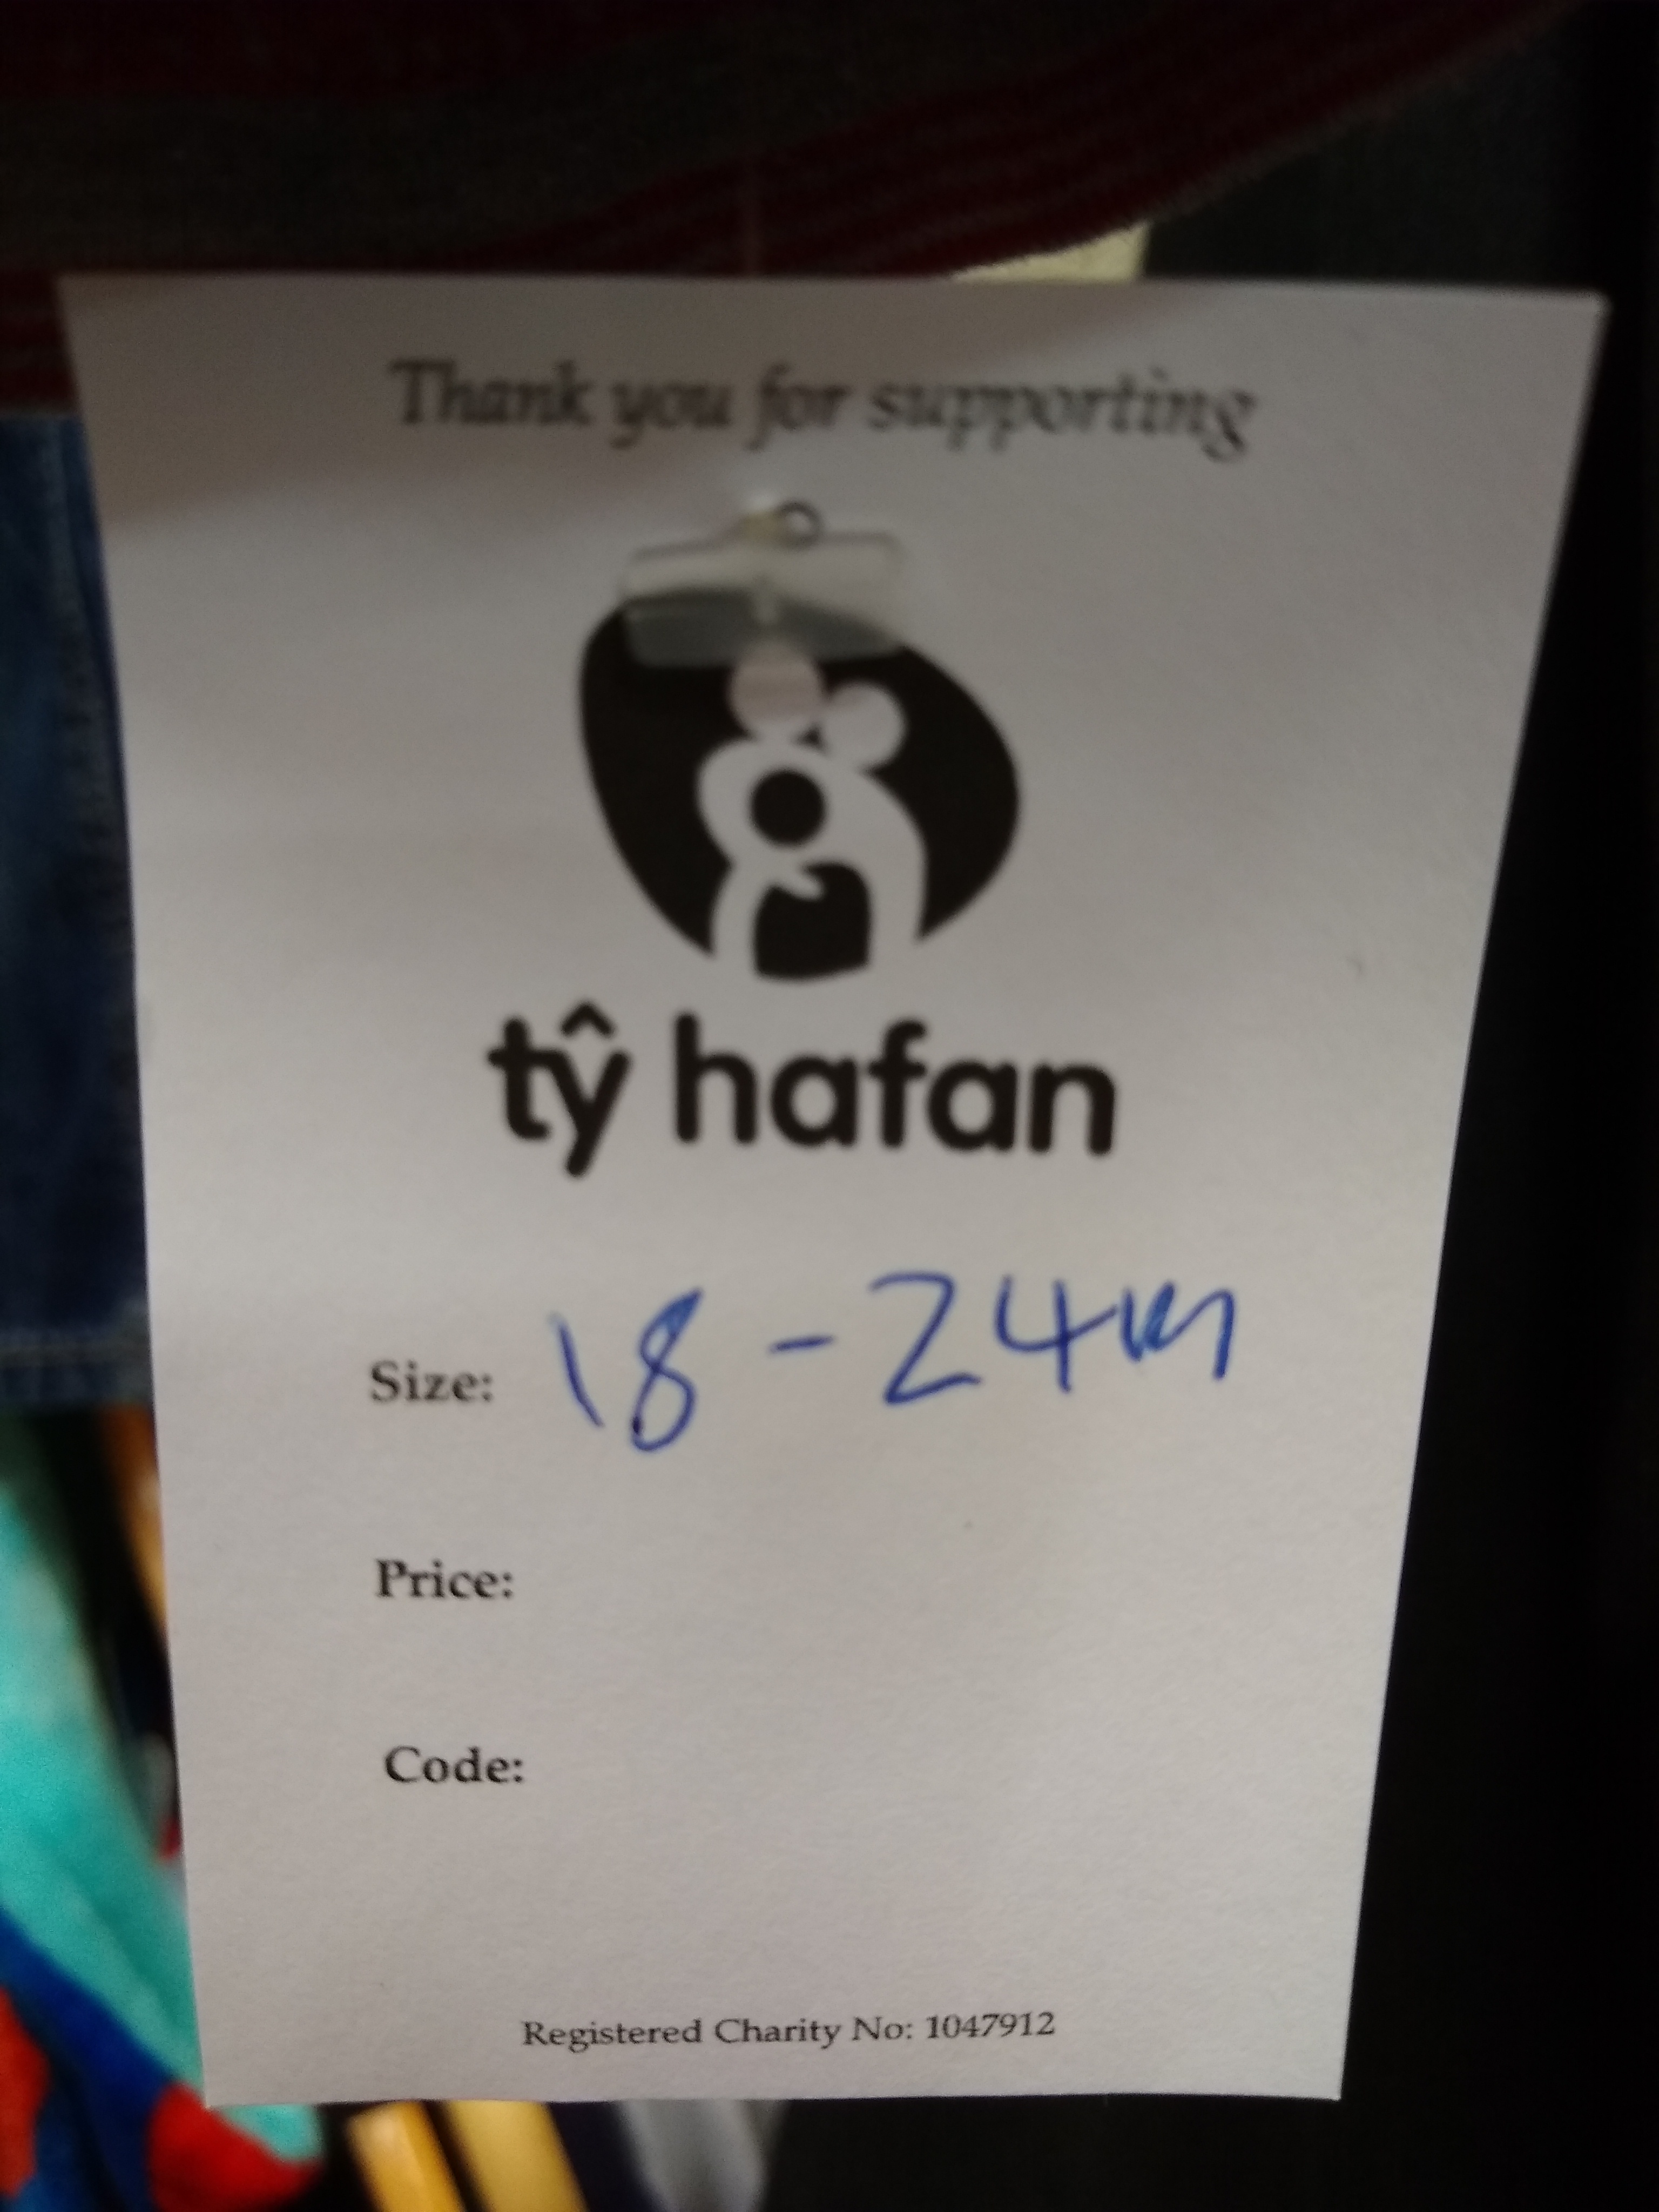 Thank you for supporting
tŷ hafan
Size: 18 - 24m
Price:
Code:
Registered Charity No: 1047912